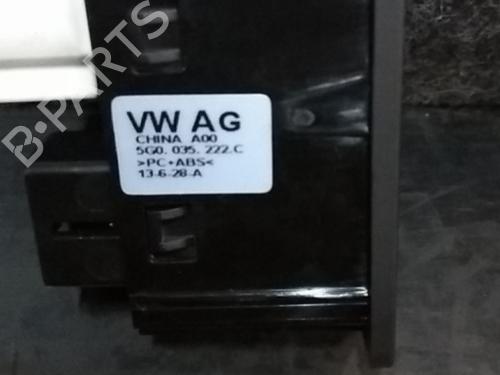 B-PARTS
VW AG
CHINA A00
5G0. 035. 222.C
>PC+ABS<
13-6-28-A